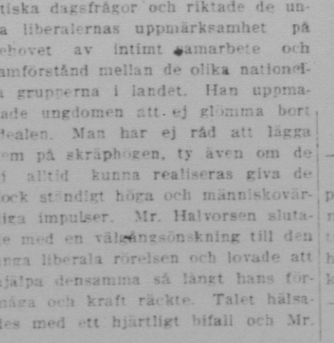 tiska dagsfrågor och riktade de un-
a liberalernas uppmärksamhet på
ehovet av intimt samarbete och
amförstånd mellan de olika nationel-
a grupperna i landet. Han uppma-
ade ungdomen att ej glömma bort
dealen. Man har ej råd att lägga
em på skräphögen, ty även om de
j alltid kunna realiseras giva de
ock ständigt höga och människovär-
liga impulser. Mr. Halvorsen sluta-
e med en välgångsönskning till den
nga liberala rörelsen och lovade att
hjälpa densamma så långt hans för-
måga och kraft räckte. Talet hälsa-
des med ett hjärtligt bifall och Mr.